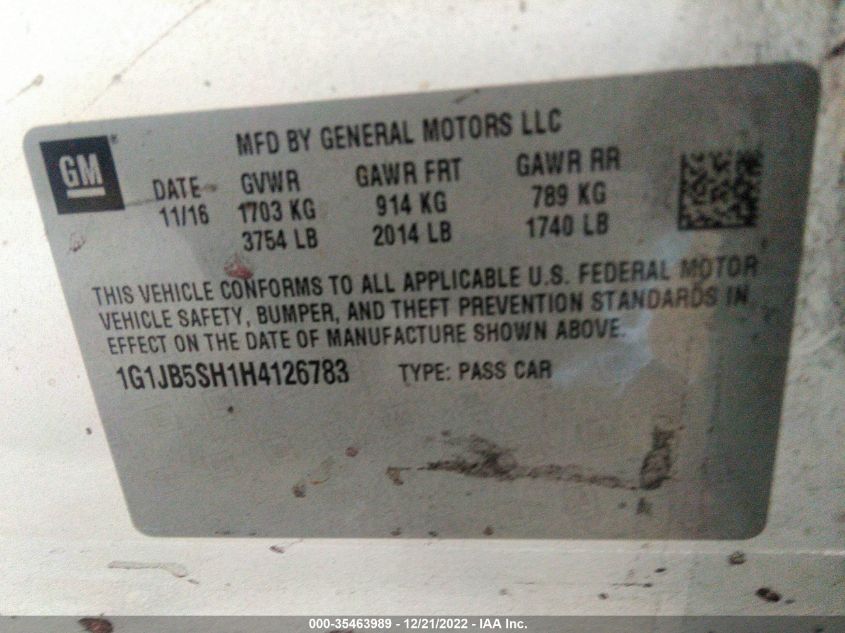 GM®
MFD BY GENERAL MOTORS LLC
DATE GVWR GAWR FRT GAWR RR
11/16 1703 KG 914 KG 789 KG
3754 LB 2014 LB 1740 LB
THIS VEHICLE CONFORMS TO ALL APPLICABLE U.S. FEDERAL MOTOR
VEHICLE SAFETY, BUMPER, AND THEFT PREVENTION STANDARDS IN
EFFECT ON THE DATE OF MANUFACTURE SHOWN ABOVE.
1G1JB5SH1H4126783 TYPE: PASS CAR
000-35463989 - 12/21/2022 - IAA Inc.